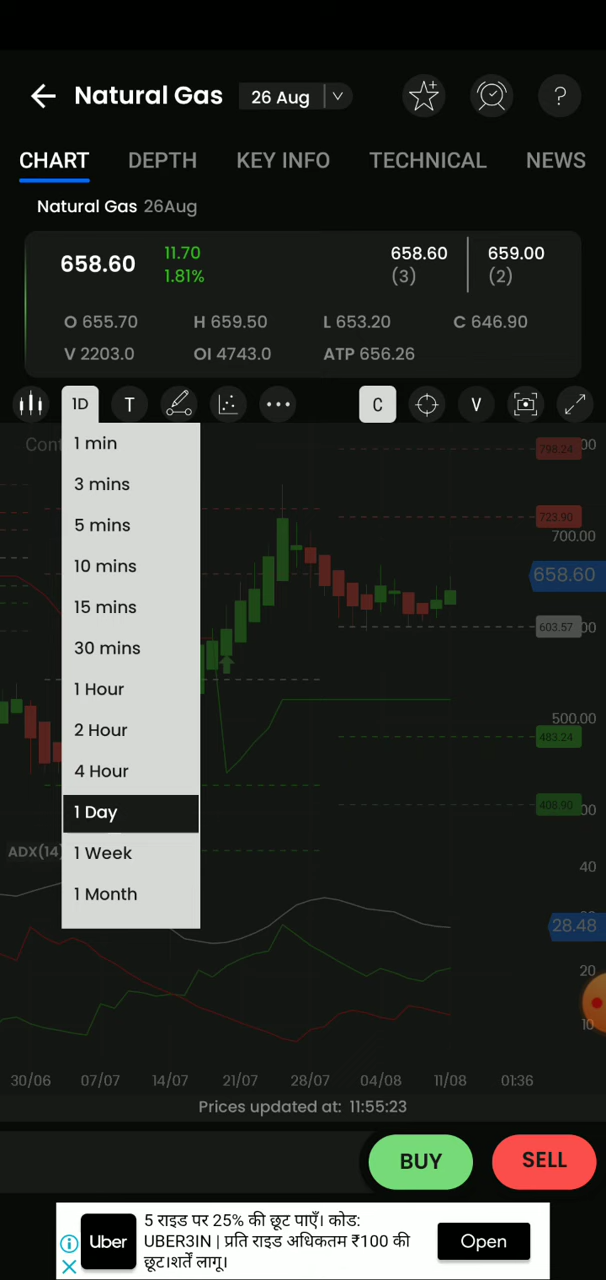 Natural Gas 26 Aug
CHART DEPTH KEY INFO TECHNICAL NEWS
Natural Gas 26Aug
658.60 11.70 1.81% 658.60 (3) 659.00 (2)
O 655.70 H 659.50 L 653.20 C 646.90
V 2203.0 OI 4743.0 ATP 656.26
1D T C V
1 min
3 mins
5 mins
10 mins
15 mins
30 mins
1 Hour
2 Hour
4 Hour
1 Day
1 Week
1 Month
798.24
723.90
700.00
658.60
603.57
500.00
483.24
408.90
ADX(14)
40
28.48
20
10
30/06 07/07 14/07 21/07 28/07 04/08 11/08 01:36
Prices updated at: 11:55:23
BUY SELL
Uber
5 राइड पर 25% की छूट पाएँ। कोड:
UBER3IN | प्रति राइड अधिकतम ₹100 की
छूट।शर्तें लागू।
Open